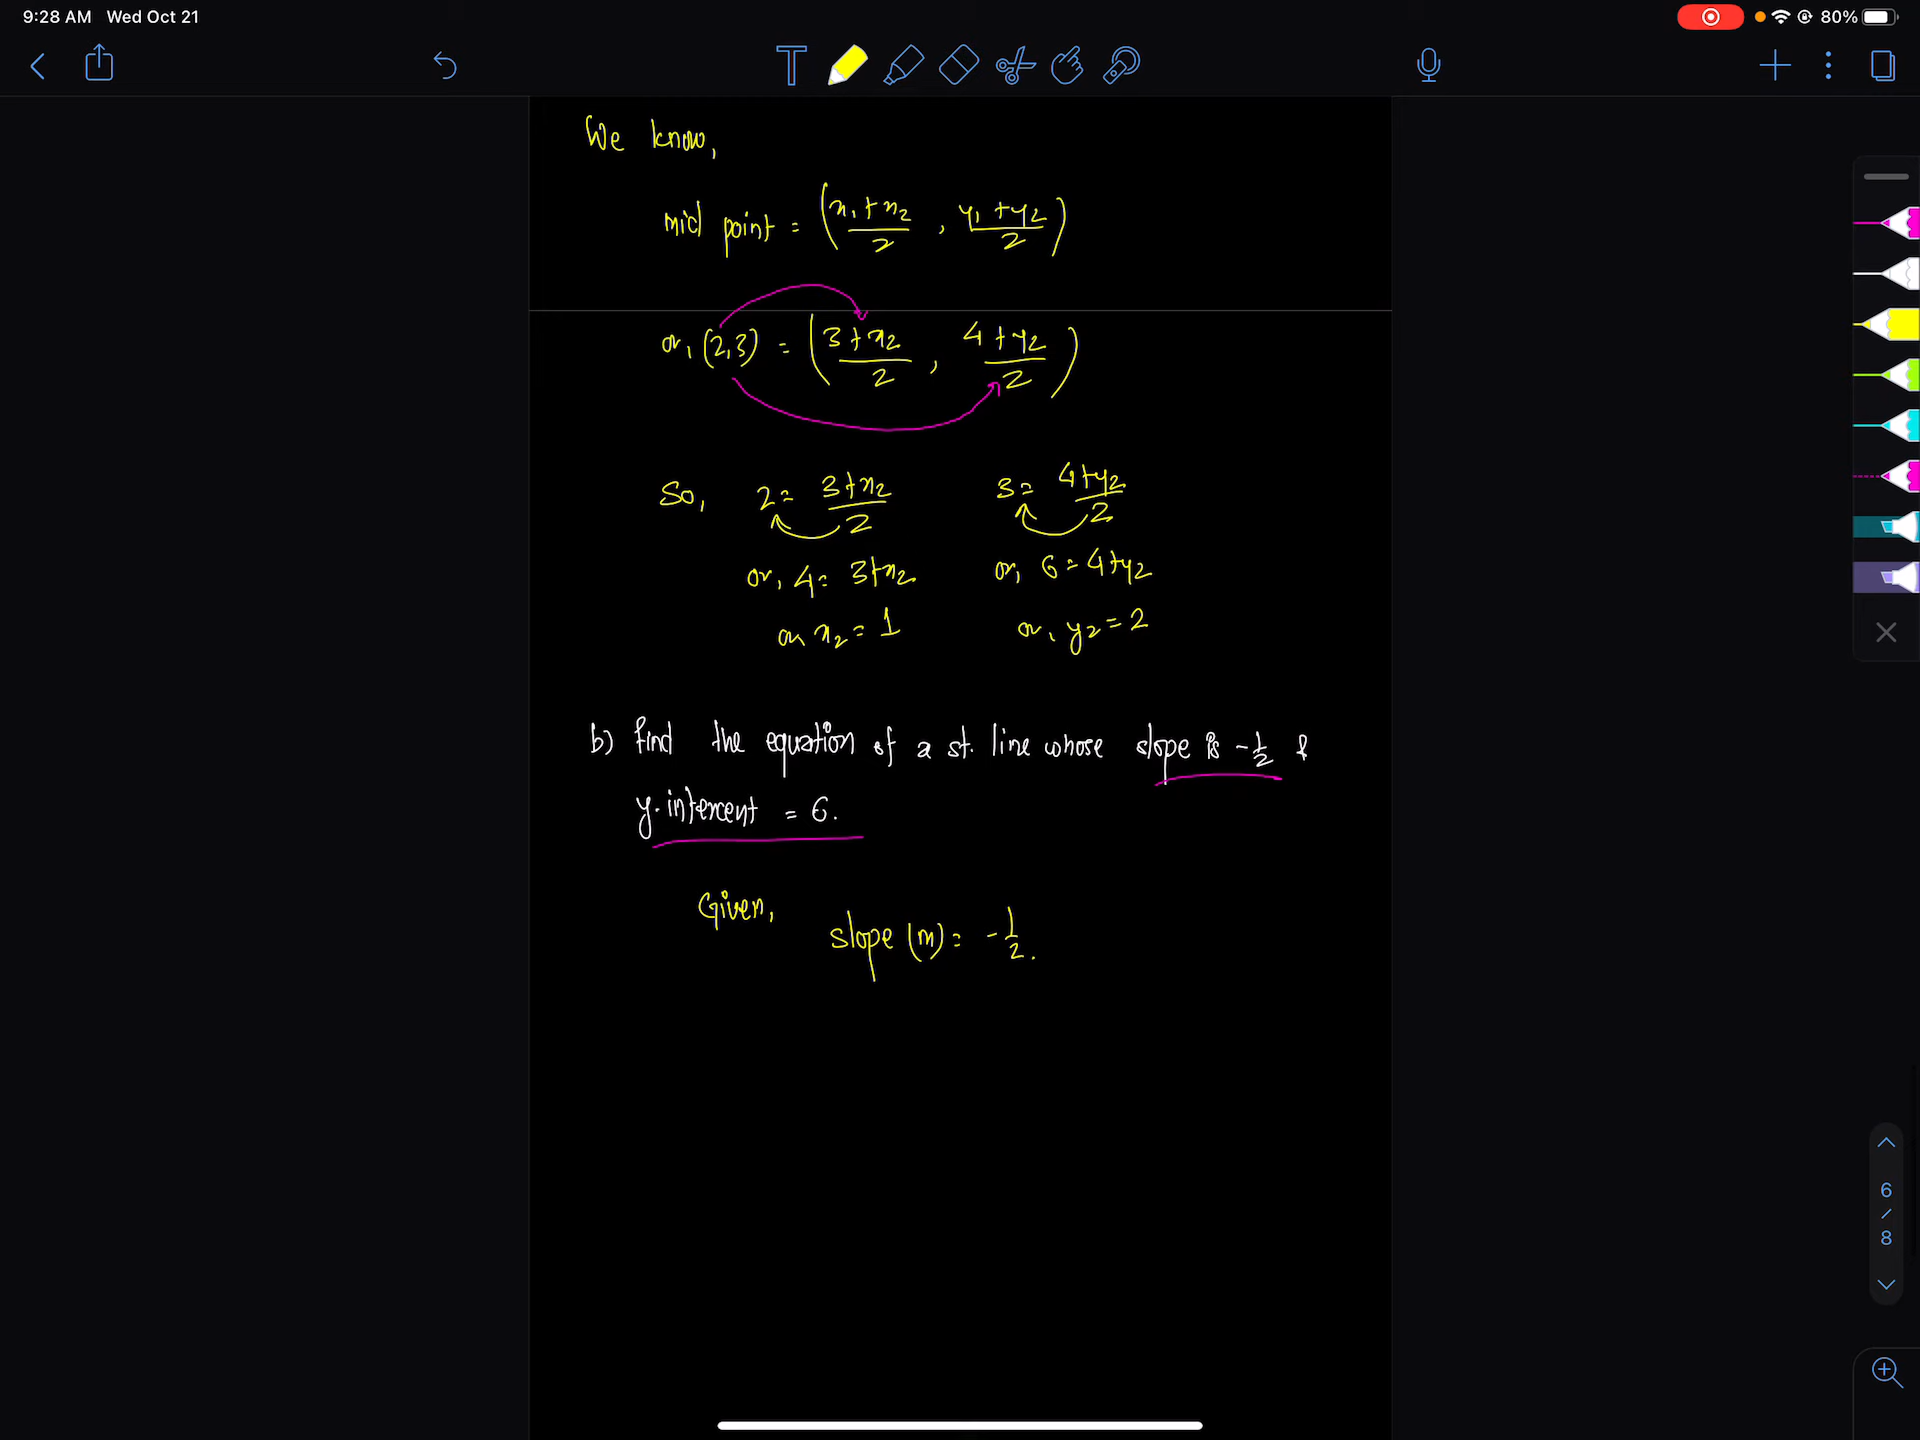 9:28 AM Wed Oct 21
80%
We know,
mid point = (x₁+x₂/2, y₁+y₂/2)
or, (2,3) = (3+x₂/2, 4+y₂/2)
So, 2 = 3+x₂/2 3 = 4+y₂/2
or, 4 = 3+x₂ or, 6 = 4+y₂
or, x₂ = 1 or, y₂ = 2
b) find the equation of a st. line whose slope is -1/2 &
y-intercent = 6.
Given,
slope (m) = -1/2.
6
/
8